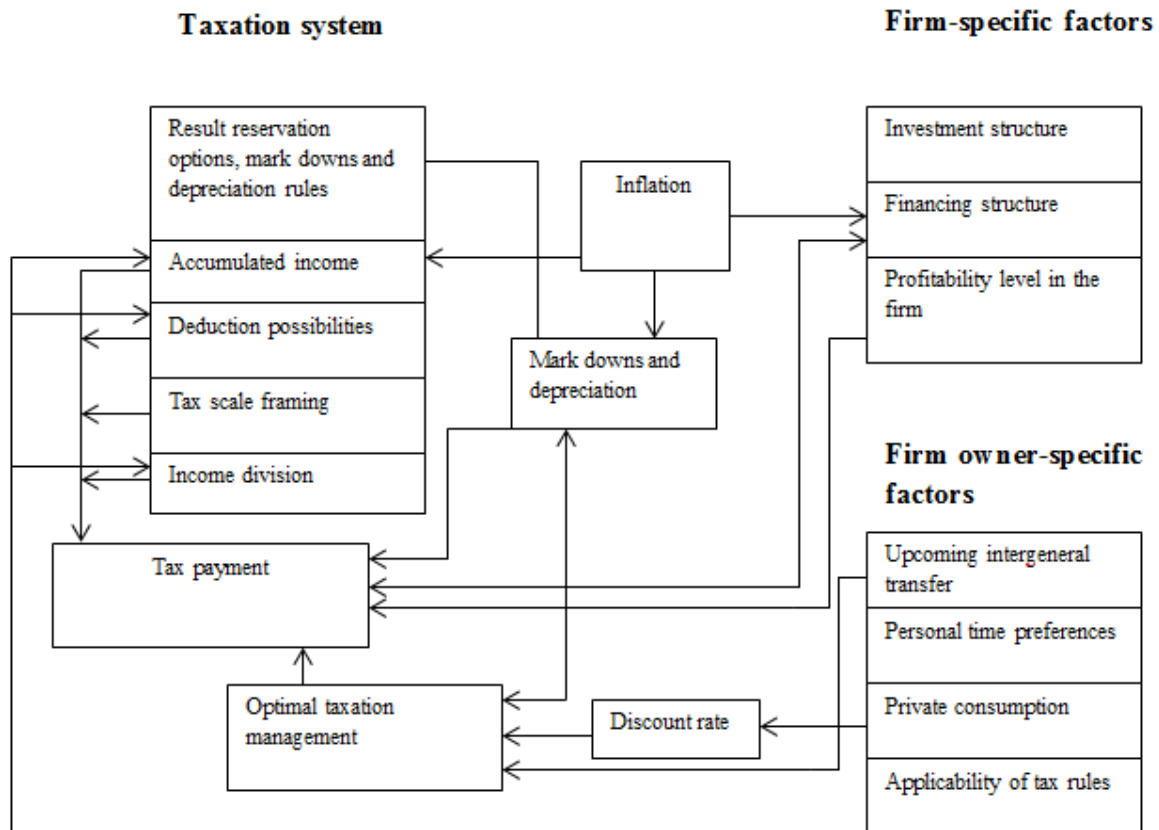 Taxation system
Firm-specific factors
Result reservation
options, mark downs and
depreciation rules
Accumulated income
Deduction possibilities
Tax scale framing
Income division
Inflation
Investment structure
Financing structure
Profitability level in the
firm
Mark downs and
depreciation
Firm owner-specific
factors
Tax payment
Upcoming intergeneral
transfer
Personal time preferences
Private consumption
Applicability of tax rules
Optimal taxation
management
Discount rate